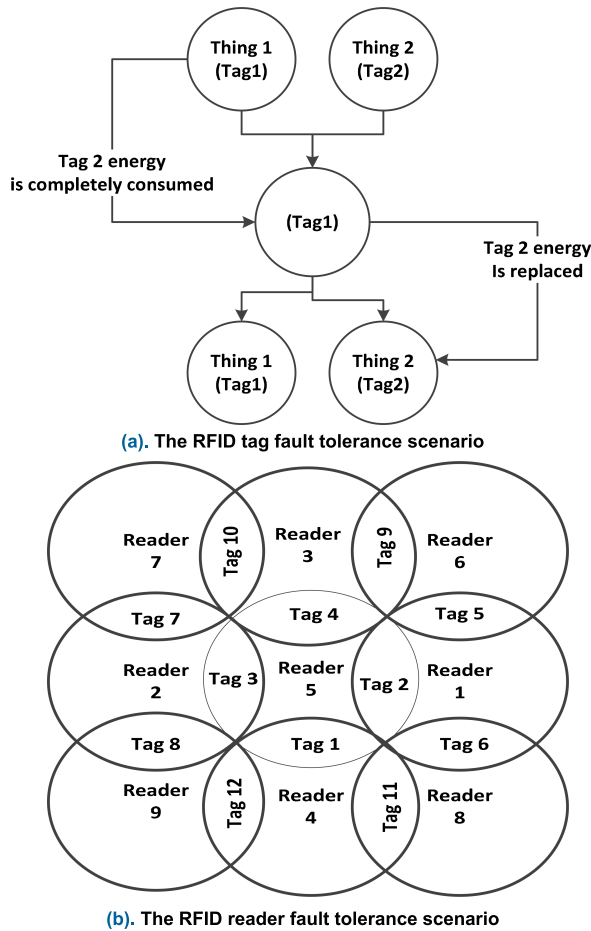 Thing 1
(Tag1)
Thing 2
(Tag2)
Tag 2 energy
is completely consumed
(Tag1)
Tag 2 energy
Is replaced
Thing 1
(Tag1)
Thing 2
(Tag2)
(a). The RFID tag fault tolerance scenario
Reader
7
Tag 10
Reader
3
Tag 9
Reader
6
Tag 7
Tag 4
Tag 5
Reader
2
Tag 3
Reader
5
Tag 2
Reader
1
Tag 8
Tag 1
Tag 6
Reader
9
Tag 12
Reader
4
Tag 11
Reader
8
(b). The RFID reader fault tolerance scenario